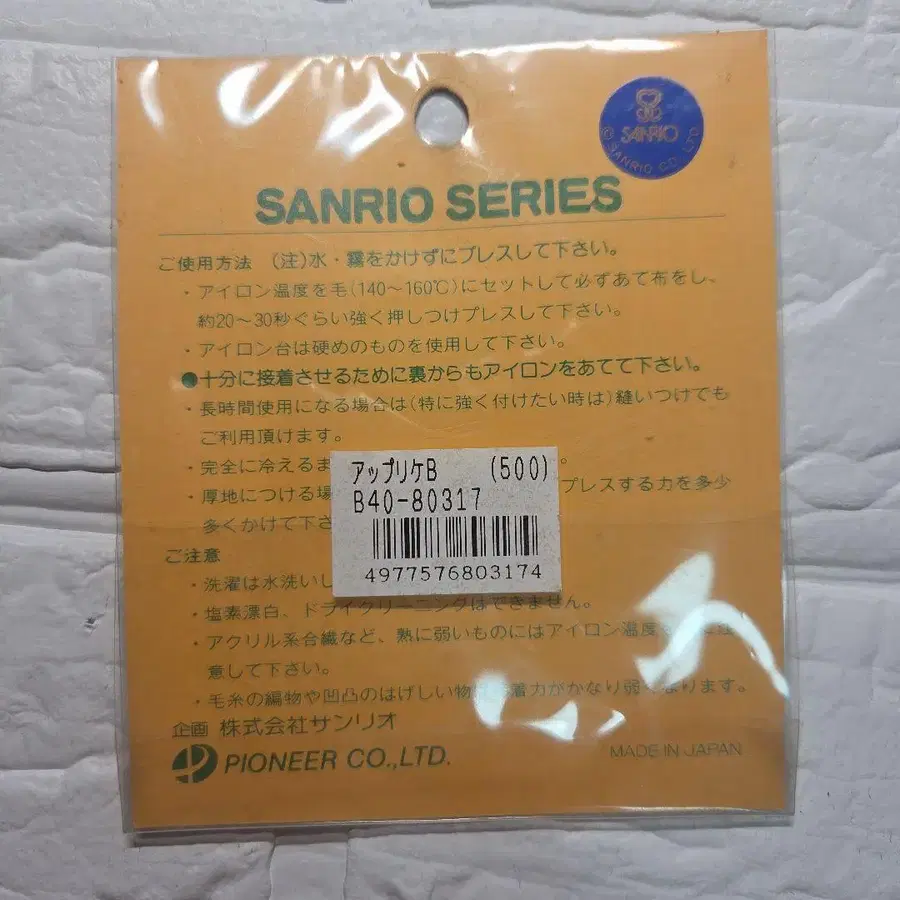 SANRIO
© SANRIO CO., LTD
SANRIO SERIES
ご使用方法 (注)水・霧をかけずにプレスして下さい。
・アイロン温度を毛(140～160℃)にセットして必ずあて布をし、
約20～30秒ぐらい強く押しつけプレスして下さい。
・アイロン台は硬めのものを使用して下さい。
●十分に接着させるために裏からもアイロンをあてて下さい。
・長時間使用になる場合は(特に強く付けたい時は)縫いつけでも
ご利用頂けます。
・完全に冷えるま
・厚地につける場 プレスする力を多少
多くかけて下さ
アップリケB (500)
B40-80317
4977576803174
ご注意
・洗濯は水洗いし
・塩素漂白、ドライクリーニングはできません。
・アクリル系合繊など、熱に弱いものにはアイロン温度
意して下さい。
・毛糸の編物や凹凸のはげしい物 着力がかなり弱 ります。
企画 株式会社サンリオ
PIONEER CO.,LTD.
MADE IN JAPAN